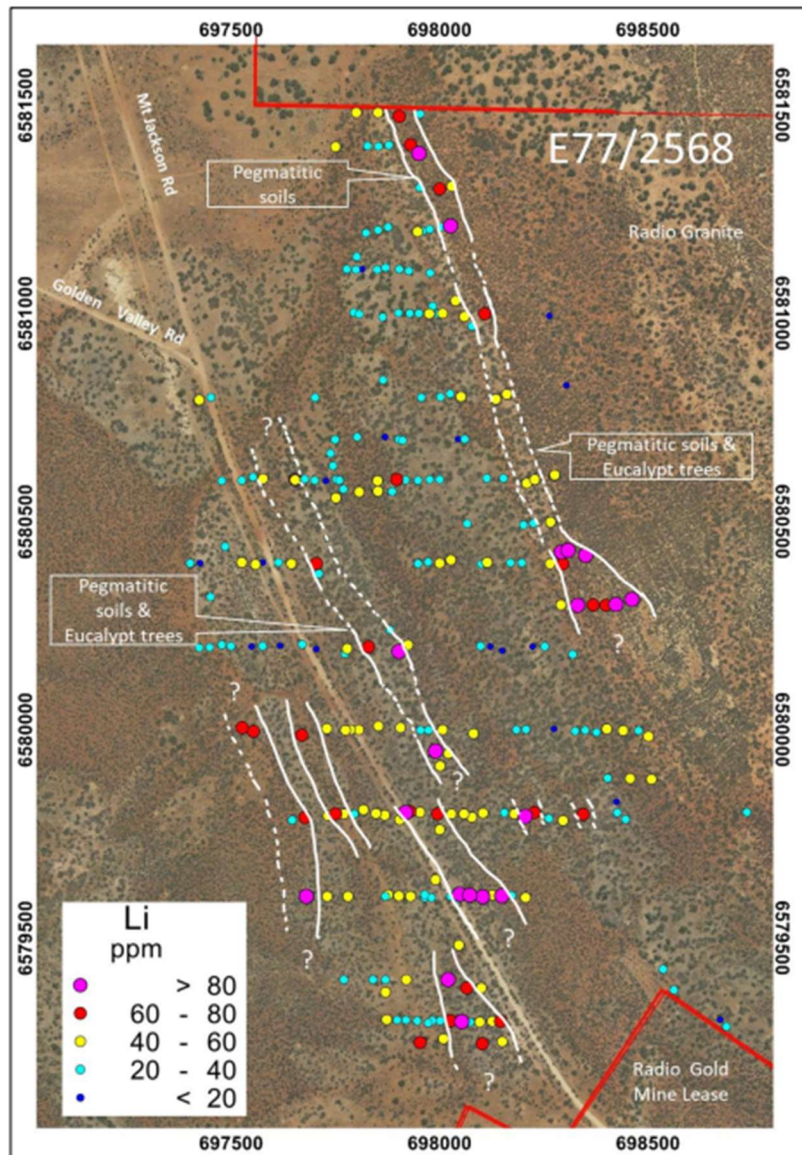 697500 698000 698500
6581500
6581500
Mt Jackson Rd
E77/2568
Pegmatitic
soils
Radio Granite
Golden Valley Rd
6581000
6581000
?
Pegmatitic soils &
Eucalypt trees
6580500
6580500
Pegmatitic
soils &
Eucalypt trees
?
?
6580000
6580000
?
6579500
6579500
?
?
Li
ppm
> 80
60 - 80
40 - 60
20 - 40
< 20
?
Radio Gold
Mine Lease
697500 698000 698500